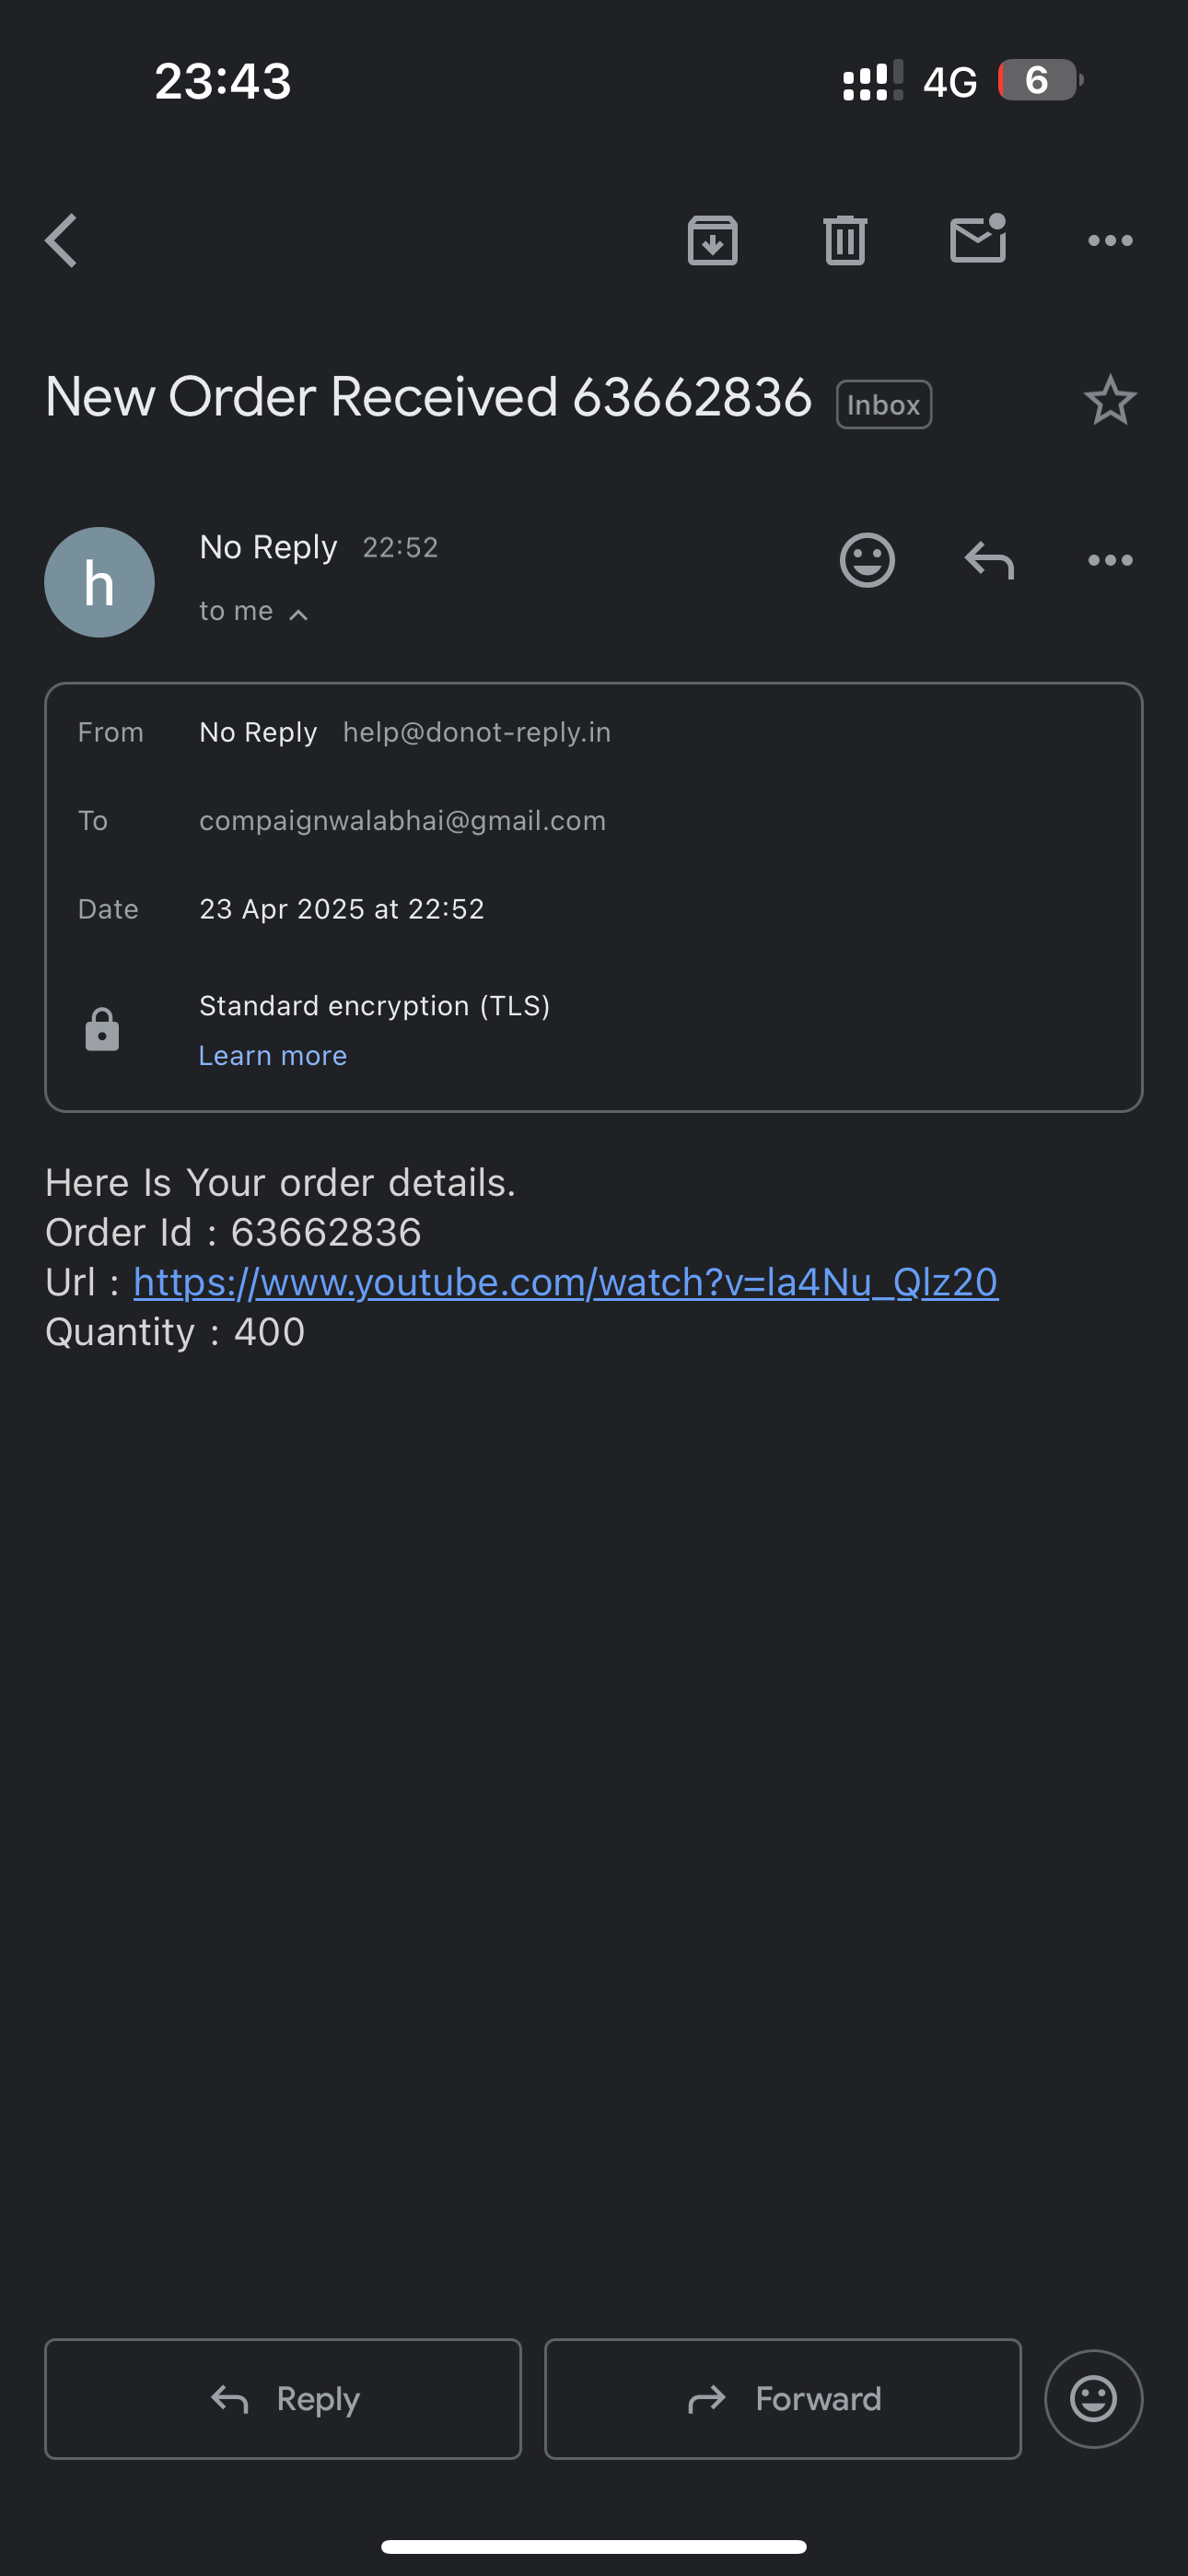 23:43
4G 6
New Order Received 63662836 Inbox
h
No Reply 22:52
to me
From No Reply help@donot-reply.in
To compaignwalabhai@gmail.com
Date 23 Apr 2025 at 22:52
Standard encryption (TLS)
Learn more
Here Is Your order details.
Order Id : 63662836
Url : https://www.youtube.com/watch?v=la4Nu_Qlz20
Quantity : 400
Reply
Forward